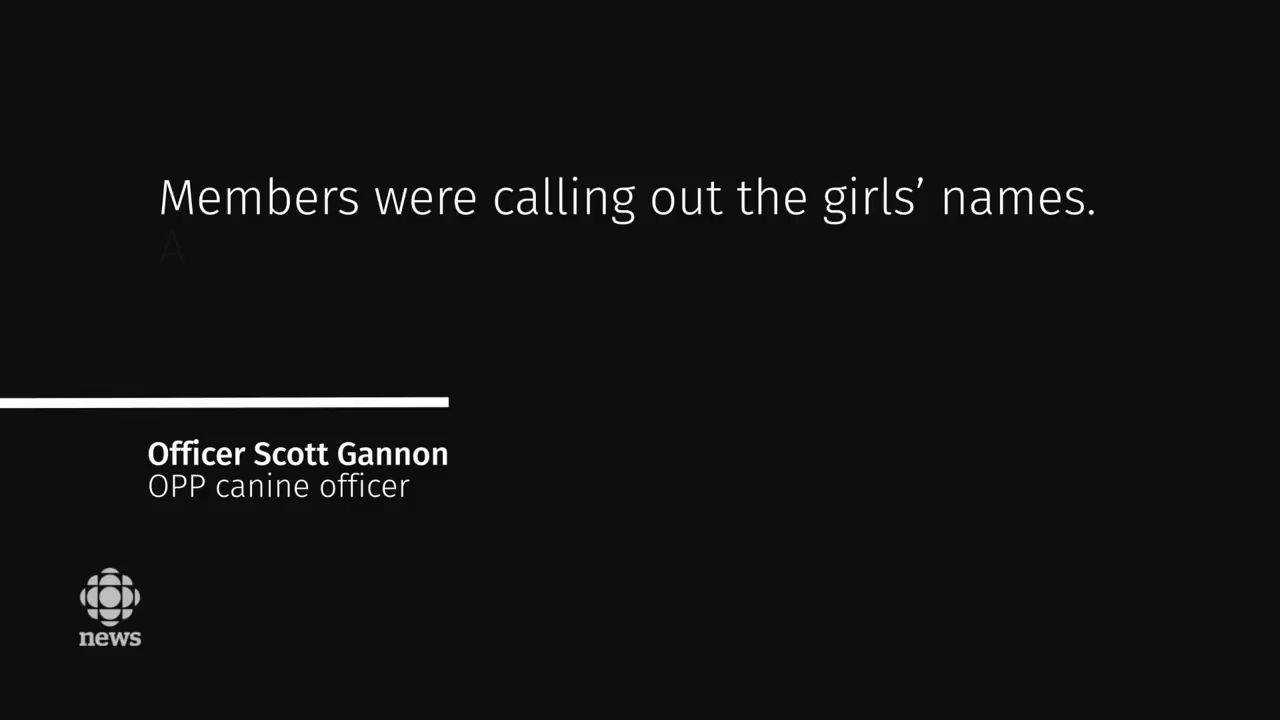 Members were calling out the girls’ names.
A
Officer Scott Gannon
OPP canine officer
news